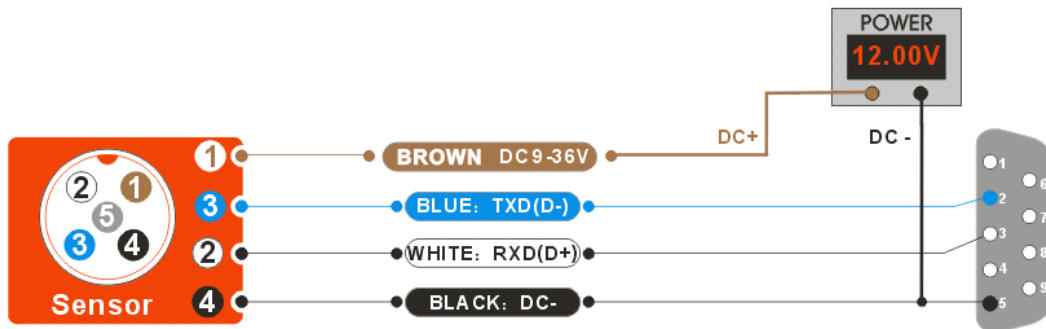 POWER
12.00V
DC+
DC -
1
BROWN DC9-36V
1
6
2
1
3
BLUE: TXD(D-)
2
5
7
3
4
2
WHITE: RXD(D+)
3
8
4
9
Sensor
4
BLACK: DC-
5